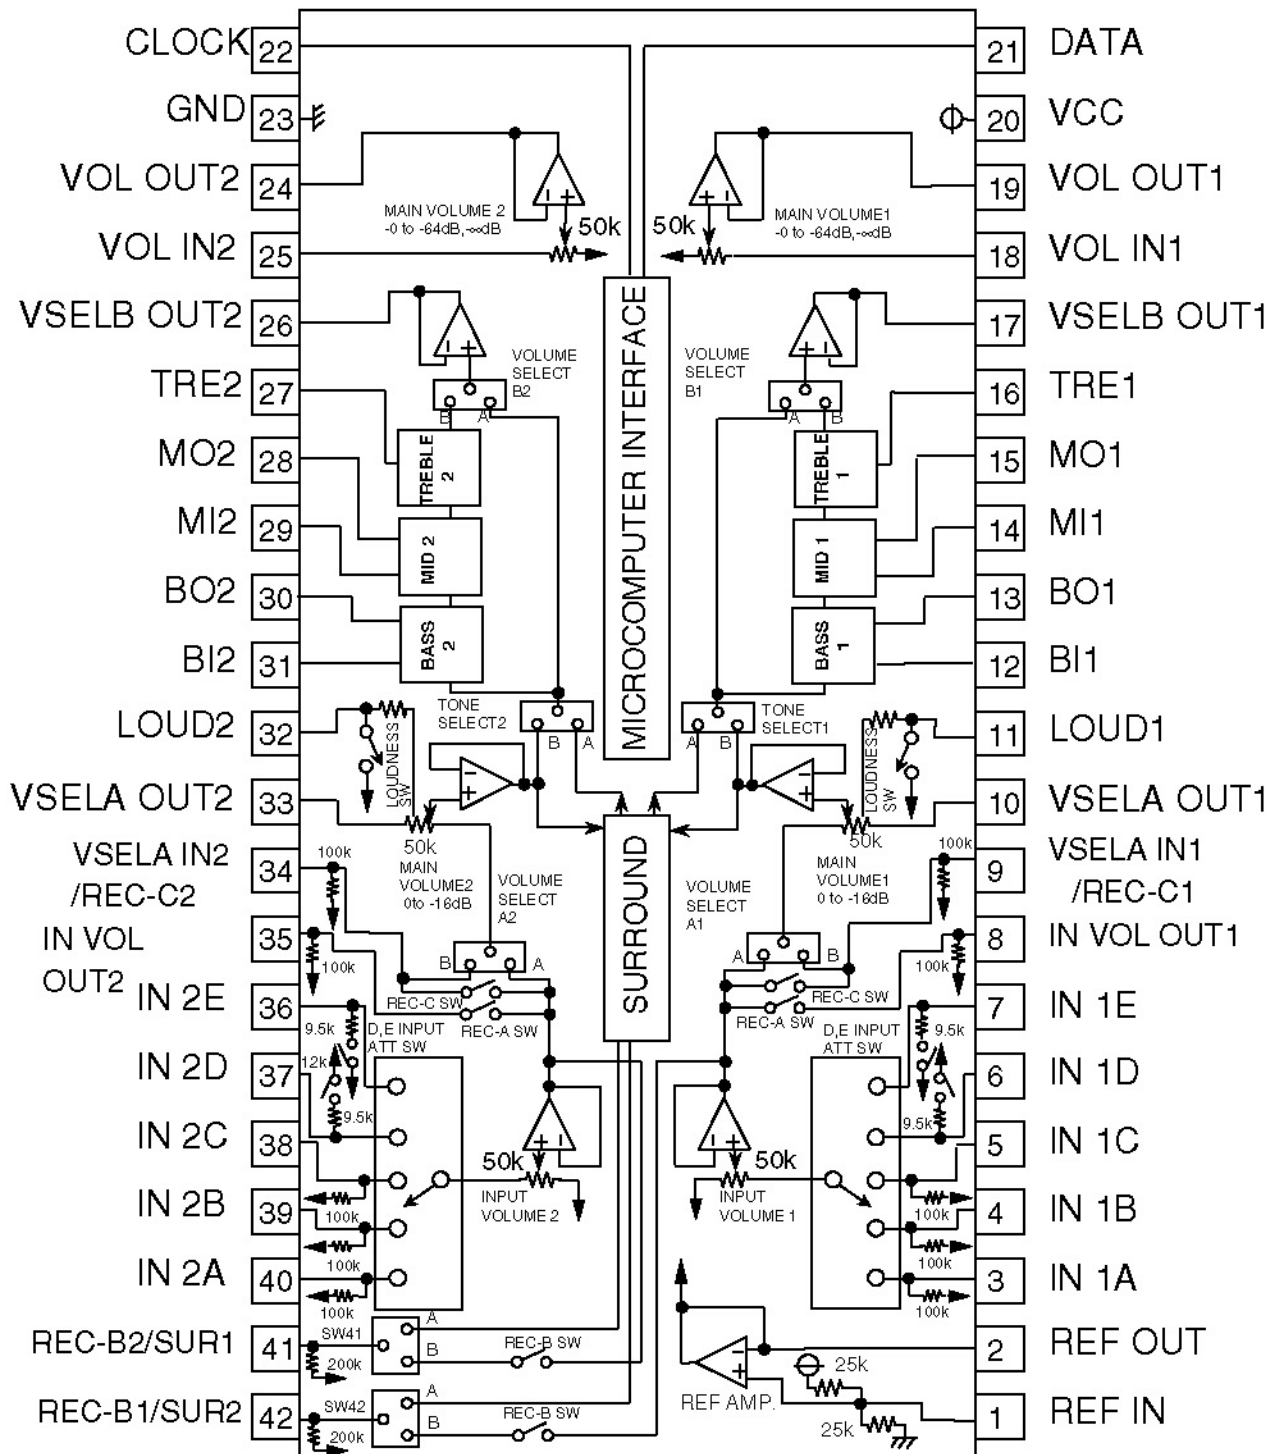 CLOCK 22
21 DATA
GND 23
20 VCC
VOL OUT2 24
19 VOL OUT1
MAIN VOLUME 2
-0 to -64dB,-∞dB
50k
50k
MAIN VOLUME1
-0 to -64dB,-∞dB
VOL IN2 25
18 VOL IN1
VSELB OUT2 26
17 VSELB OUT1
VOLUME
SELECT
B2
VOLUME
SELECT
B1
MICROCOMPUTER INTERFACE
TRE2 27
16 TRE1
B A
A B
TREBLE
2
TREBLE
1
MO2 28
15 MO1
MI2 29
14 MI1
MID 2
MID 1
BO2 30
13 BO1
BASS
2
BASS
1
BI2 31
12 BI1
TONE
SELECT2
B A
A B
TONE
SELECT1
LOUD2 32
11 LOUD1
LOUDNESS
SW
LOUDNESS
SW
VSELA OUT2 33
10 VSELA OUT1
50k
50k
VSELA IN2
/REC-C2
34
100k
MAIN
VOLUME2
0to -16dB
VOLUME
SELECT
A2
SURROUND
VOLUME
SELECT
A1
MAIN
VOLUME1
0 to -16dB
100k
9
VSELA IN1
/REC-C1
IN VOL
OUT2
35
100k
B A
A B
100k
8 IN VOL OUT1
REC-C SW
REC-A SW
REC-C SW
REC-A SW
IN 2E 36
7 IN 1E
9.5k
D,E INPUT
ATT SW
D,E INPUT
ATT SW
9.5k
12k
IN 2D 37
6 IN 1D
9.5k
9.5k
IN 2C 38
5 IN 1C
50k
50k
100k
INPUT
VOLUME 2
INPUT
VOLUME 1
100k
IN 2B 39
4 IN 1B
100k
100k
IN 2A 40
3 IN 1A
100k
100k
REC-B2/SUR1 41
SW41
200k
A
B
REC-B SW
2 REF OUT
25k
REF AMP.
REC-B1/SUR2 42
SW42
200k
A
B
REC-B SW
25k
1 REF IN